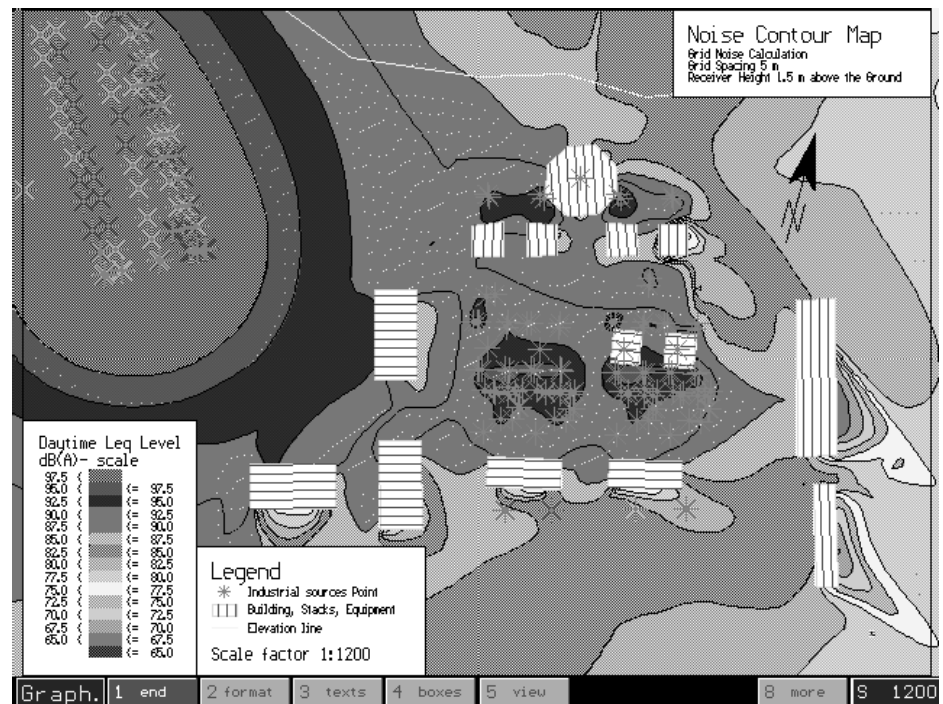 Noise Contour Map
Grid Noise Calculation
Grid Spacing 5 m
Receiver Height 1.5 m above the Ground
N
Daytime Leq Level
dB(A)- scale
97.5 <
95.0 < <= 97.5
92.5 < <= 95.0
90.0 < <= 92.5
87.5 < <= 90.0
85.0 < <= 87.5
82.5 < <= 85.0
80.0 < <= 82.5
77.5 < <= 80.0
75.0 < <= 77.5
72.5 < <= 75.0
70.0 < <= 72.5
67.5 < <= 70.0
65.0 < <= 67.5
<= 65.0
Legend
Industrial sources Point
Building, Stacks, Equipment
Elevation line
Scale factor 1:1200
Graph. 1 end 2 format 3 texts 4 boxes 5 view 8 more S 1200